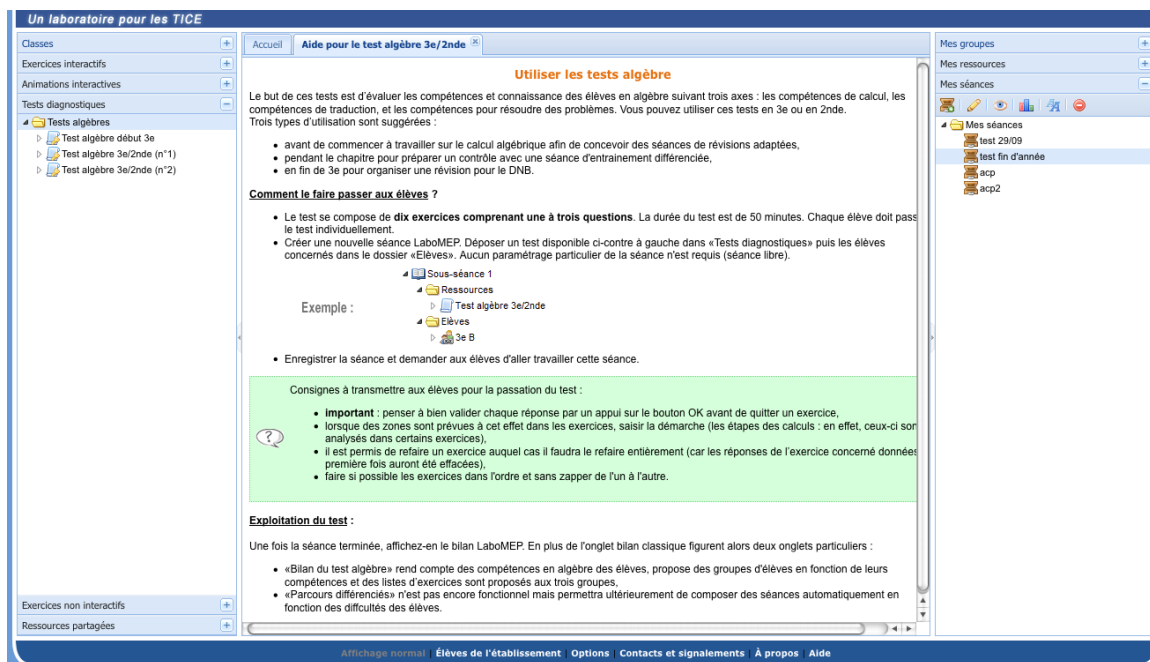 Un laboratoire pour les TICE
Classes
Exercices interactifs
Animations interactives
Tests diagnostiques
Tests algèbres
Test algèbre début 3e
Test algèbre 3e/2nde (n°1)
Test algèbre 3e/2nde (n°2)
Exercices non interactifs
Ressources partagées
Accueil
Aide pour le test algèbre 3e/2nde
Utiliser les tests algèbre
Le but de ces tests est d'évaluer les compétences et connaissance des élèves en algèbre suivant trois axes : les compétences de calcul, les
compétences de traduction, et les compétences pour résoudre des problèmes. Vous pouvez utiliser ces tests en 3e ou en 2nde.
Trois types d'utilisation sont suggérées :
• avant de commencer à travailler sur le calcul algébrique afin de concevoir des séances de révisions adaptées,
• pendant le chapitre pour préparer un contrôle avec une séance d'entrainement différenciée,
• en fin de 3e pour organiser une révision pour le DNB.
Comment le faire passer aux élèves ?
• Le test se compose de dix exercices comprenant une à trois questions. La durée du test est de 50 minutes. Chaque élève doit pass
le test individuellement.
• Créer une nouvelle séance LaboMEP. Déposer un test disponible ci-contre à gauche dans «Tests diagnostiques» puis les élèves
concernés dans le dossier «Elèves». Aucun paramétrage particulier de la séance n'est requis (séance libre).
Exemple :
Sous-séance 1
Ressources
Test algèbre 3e/2nde
Elèves
3e B
• Enregistrer la séance et demander aux élèves d'aller travailler cette séance.
Consignes à transmettre aux élèves pour la passation du test :
• important : penser à bien valider chaque réponse par un appui sur le bouton OK avant de quitter un exercice,
• lorsque des zones sont prévues à cet effet dans les exercices, saisir la démarche (les étapes des calculs : en effet, ceux-ci son
analysés dans certains exercices),
• il est permis de refaire un exercice auquel cas il faudra le refaire entièrement (car les réponses de l'exercice concerné données
première fois auront été effacées),
• faire si possible les exercices dans l'ordre et sans zapper de l'un à l'autre.
Exploitation du test :
Une fois la séance terminée, affichez-en le bilan LaboMEP. En plus de l'onglet bilan classique figurent alors deux onglets particuliers :
• «Bilan du test algèbre» rend compte des compétences en algèbre des élèves, propose des groupes d'élèves en fonction de leurs
compétences et des listes d'exercices sont proposés aux trois groupes,
• «Parcours différenciés» n'est pas encore fonctionnel mais permettra ultérieurement de composer des séances automatiquement en
fonction des diffcultés des élèves.
Mes groupes
Mes ressources
Mes séances
Mes séances
test 29/09
test fin d'année
acp
acp2
Affichage normal | Élèves de l'établissement | Options | Contacts et signalements | À propos | Aide